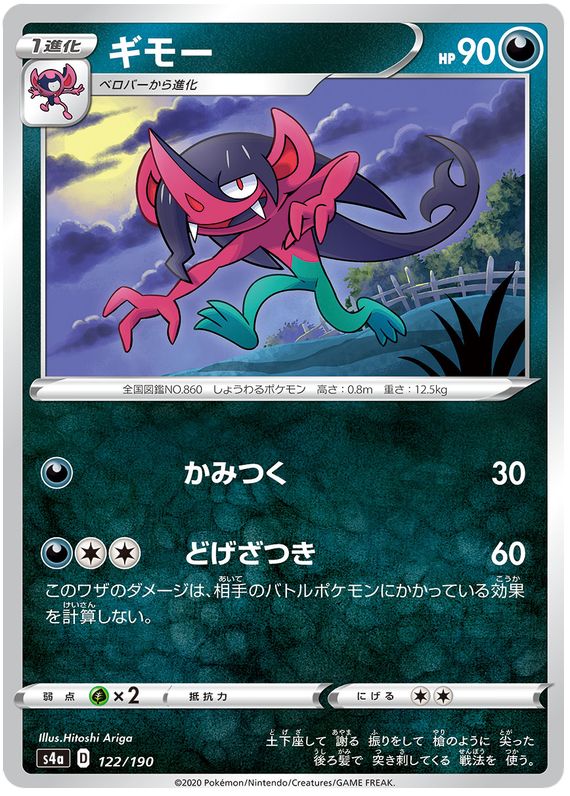 1進化 ギモー HP 90
ベロバーから進化
全国図鑑NO.860 しょうわるポケモン 高さ：0.8m 重さ：12.5kg
かみつく 30
どげざつき 60
このワザのダメージは、相手のバトルポケモンにかかっている効果
を計算しない。
弱点 ×2 抵抗力 にげる
Illus.Hitoshi Ariga
s4a D 122/190
土下座して 謝る 振りをして 槍のように 尖った
後ろ髪で 突き刺してくる 戦法を 使う。
©2020 Pokémon/Nintendo/Creatures/GAME FREAK.